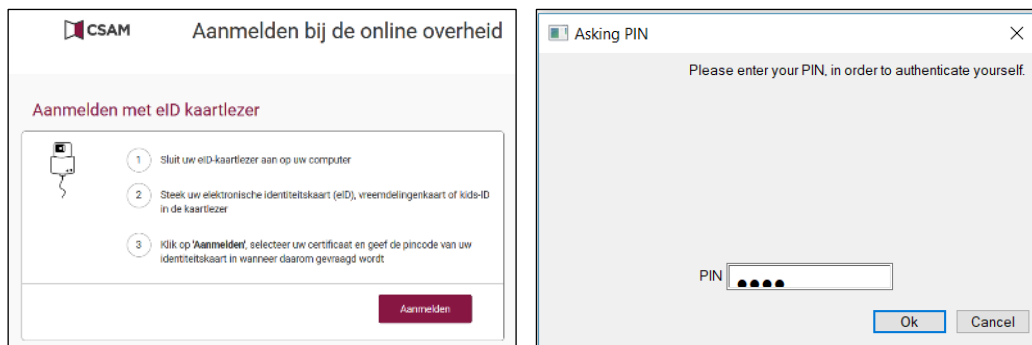 CSAM
Aanmelden bij de online overheid
Aanmelden met eID kaartlezer
1 Sluit uw eID-kaartlezer aan op uw computer
2 Steek uw elektronische identiteitskaart (eID), vreemdelingenkaart of kids-ID
in de kaartlezer
3 Klik op 'Aanmelden', selecteer uw certificaat en geef de pincode van uw
identiteitskaart in wanneer daarom gevraagd wordt
Aanmelden
Asking PIN
Please enter your PIN, in order to authenticate yourself.
PIN
Ok
Cancel